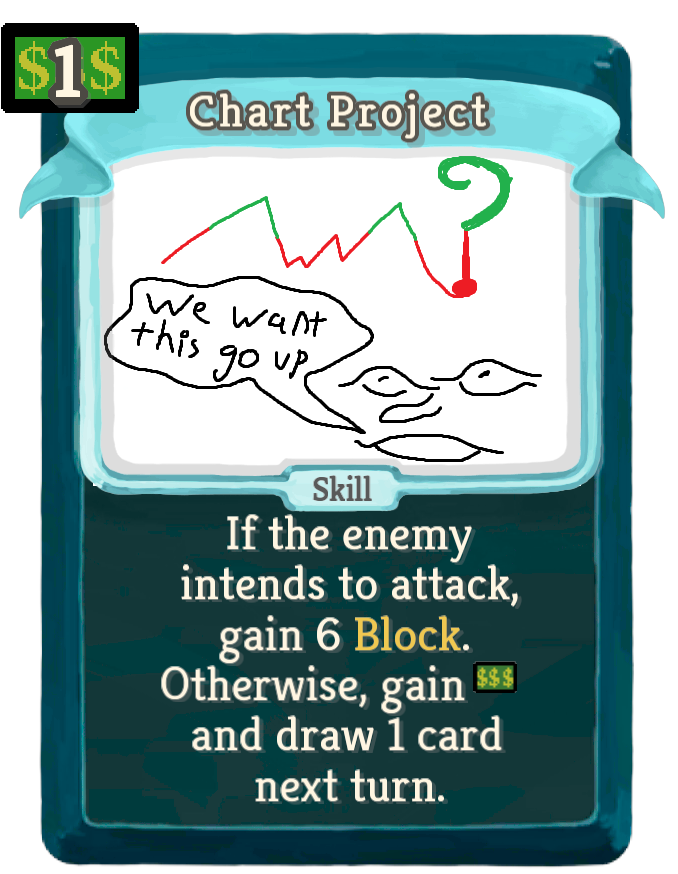 $1$
Chart Project
?
We want
this go up
Skill
If the enemy
intends to attack,
gain 6 Block.
Otherwise, gain $$$
and draw 1 card
next turn.